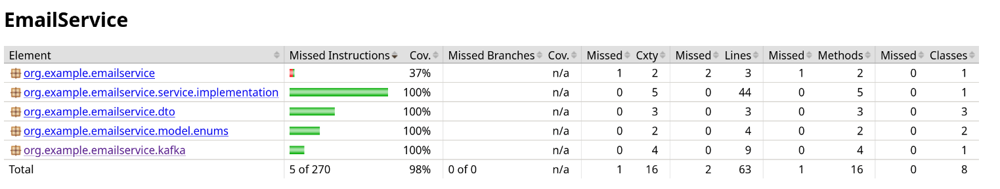 EmailService
Element Missed Instructions Cov. Missed Branches Cov. Missed Cxty Missed Lines Missed Methods Missed Classes
org.example.emailservice 37% n/a 1 2 2 3 1 2 0 1
org.example.emailservice.service.implementation 100% n/a 0 5 0 44 0 5 0 1
org.example.emailservice.dto 100% n/a 0 3 0 3 0 3 0 3
org.example.emailservice.model.enums 100% n/a 0 2 0 4 0 2 0 2
org.example.emailservice.kafka 100% n/a 0 4 0 9 0 4 0 1
Total 5 of 270 98% 0 of 0 n/a 1 16 2 63 1 16 0 8